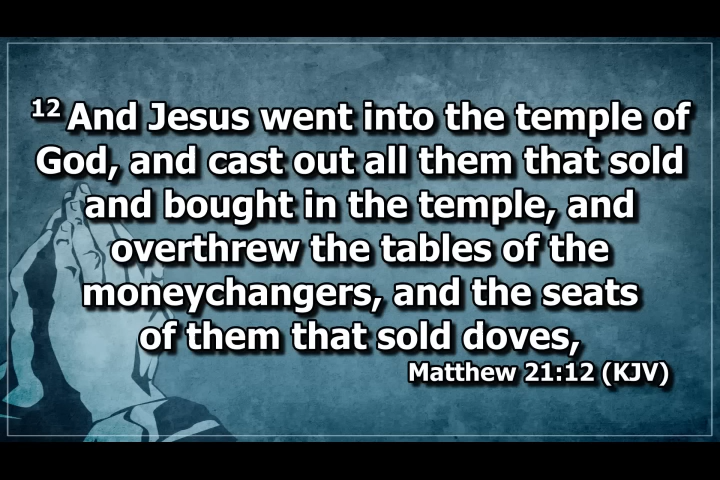 12 And Jesus went into the temple of
God, and cast out all them that sold
and bought in the temple, and
overthrew the tables of the
moneychangers, and the seats
of them that sold doves,
Matthew 21:12 (KJV)